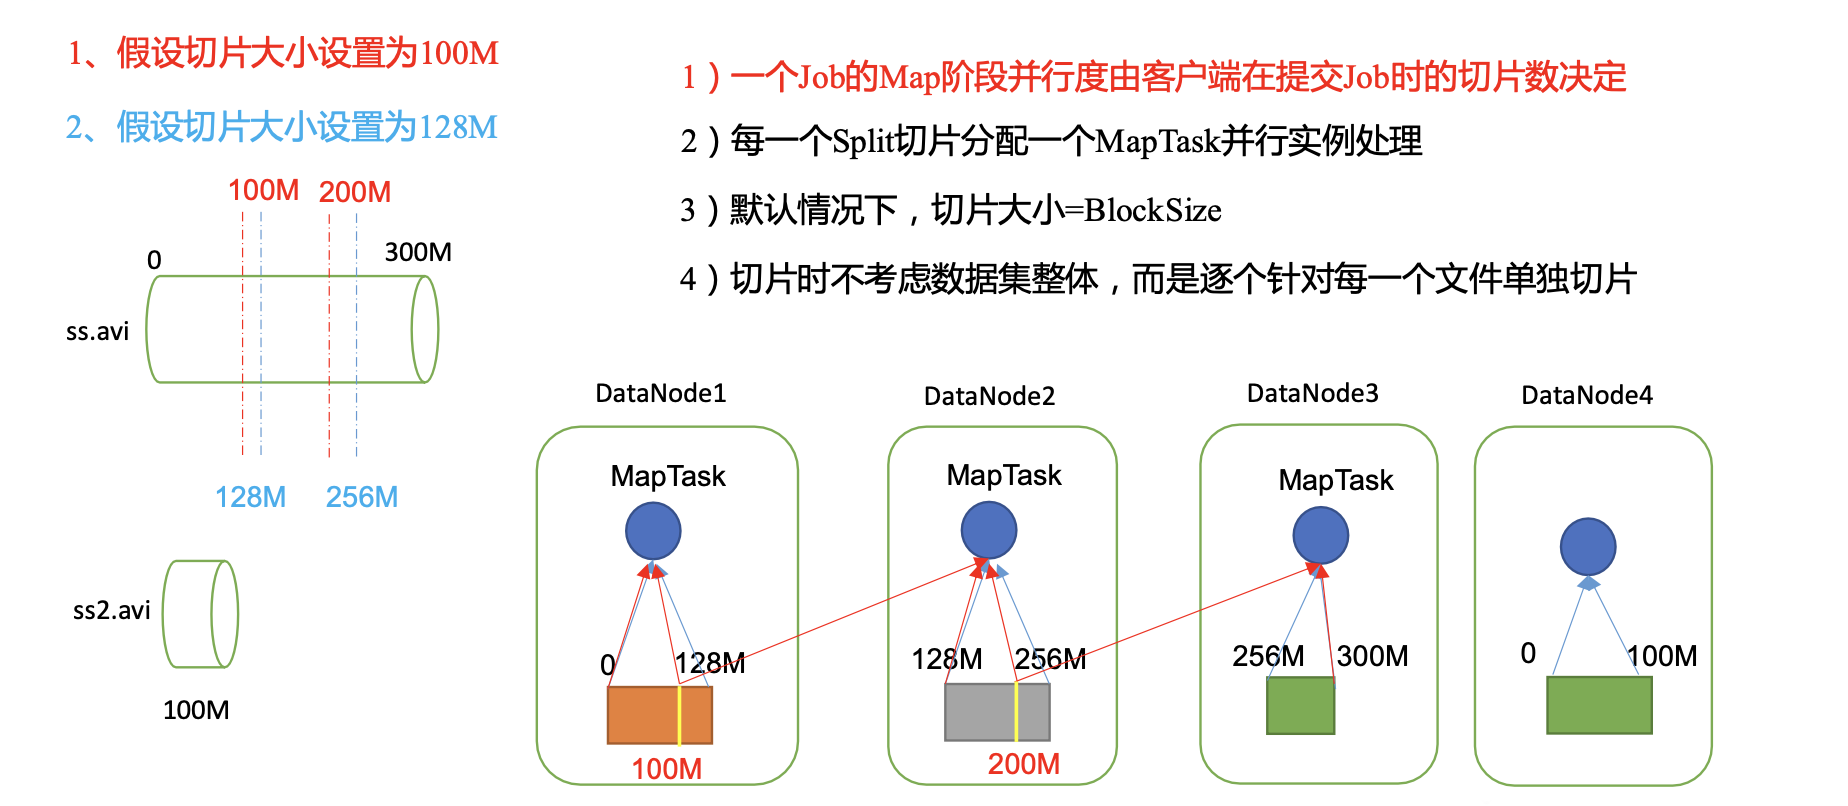 1、假设切片大小设置为100M
2、假设切片大小设置为128M
100M 200M
0 300M
ss.avi
128M 256M
ss2.avi
100M
1）一个Job的Map阶段并行度由客户端在提交Job时的切片数决定
2）每一个Split切片分配一个MapTask并行实例处理
3）默认情况下，切片大小=BlockSize
4）切片时不考虑数据集整体，而是逐个针对每一个文件单独切片
DataNode1
MapTask
0 128M
100M
DataNode2
MapTask
128M 256M
200M
DataNode3
MapTask
256M 300M
DataNode4
0 100M